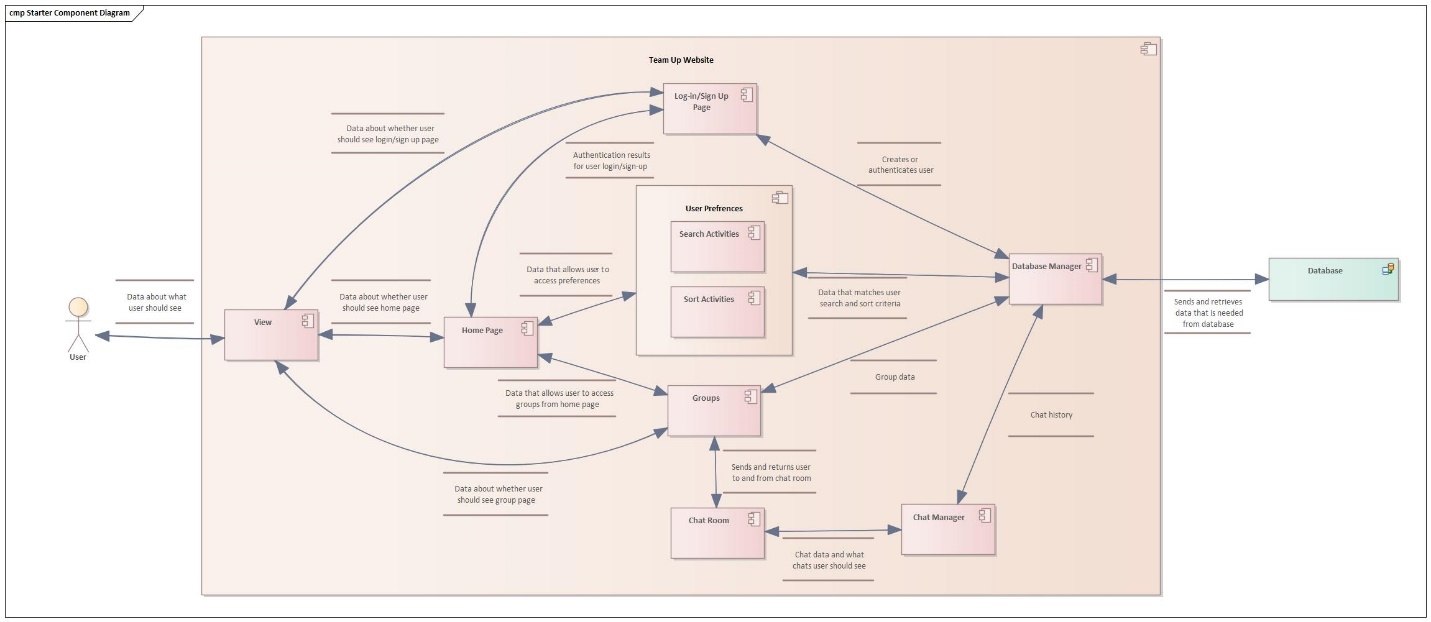 cmp Starter Component Diagram
Team Up Website
Log-in/Sign Up
Page
Data about whether user
should see login/sign up page
Authentication results
for user login/sign-up
Creates or
authenticates user
User Prefrences
Search Activities
Sort Activities
Data that allows user to
access preferences
Data that matches user
search and sort criteria
Database Manager
Database
Sends and retrieves
data that is needed
from database
Data about what
user should see
User
View
Data about whether user
should see home page
Home Page
Data that allows user to access
groups from home page
Groups
Group data
Chat history
Data about whether user
should see group page
Sends and returns user
to and from chat room
Chat Room
Chat Manager
Chat data and what
chats user should see